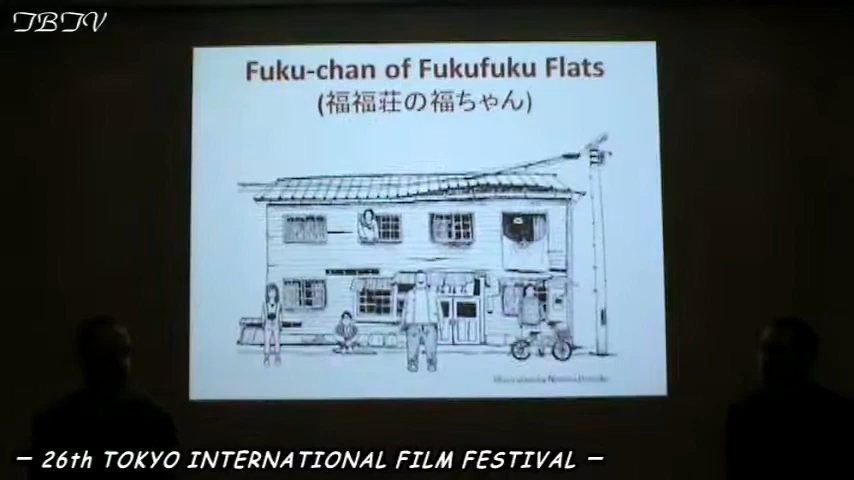 TBTV
Fuku-chan of Fukufuku Flats
(福福荘の福ちゃん)
— 26th TOKYO INTERNATIONAL FILM FESTIVAL —